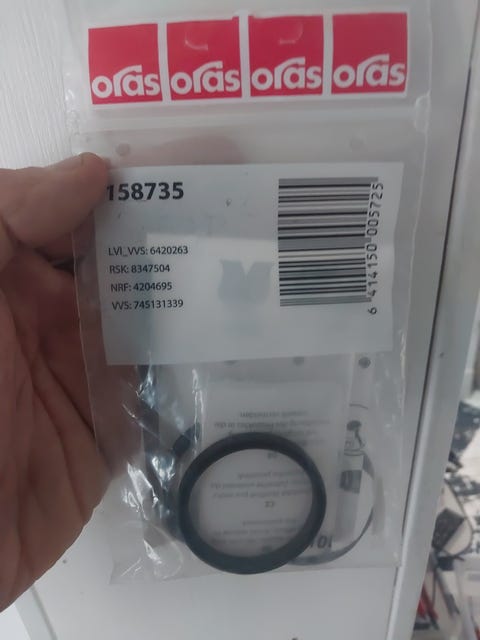 oras oras oras oras
158735
LVI_VVS: 6420263
RSK: 8347504
NRF: 4204695
VVS: 745131339
6 414150 005725